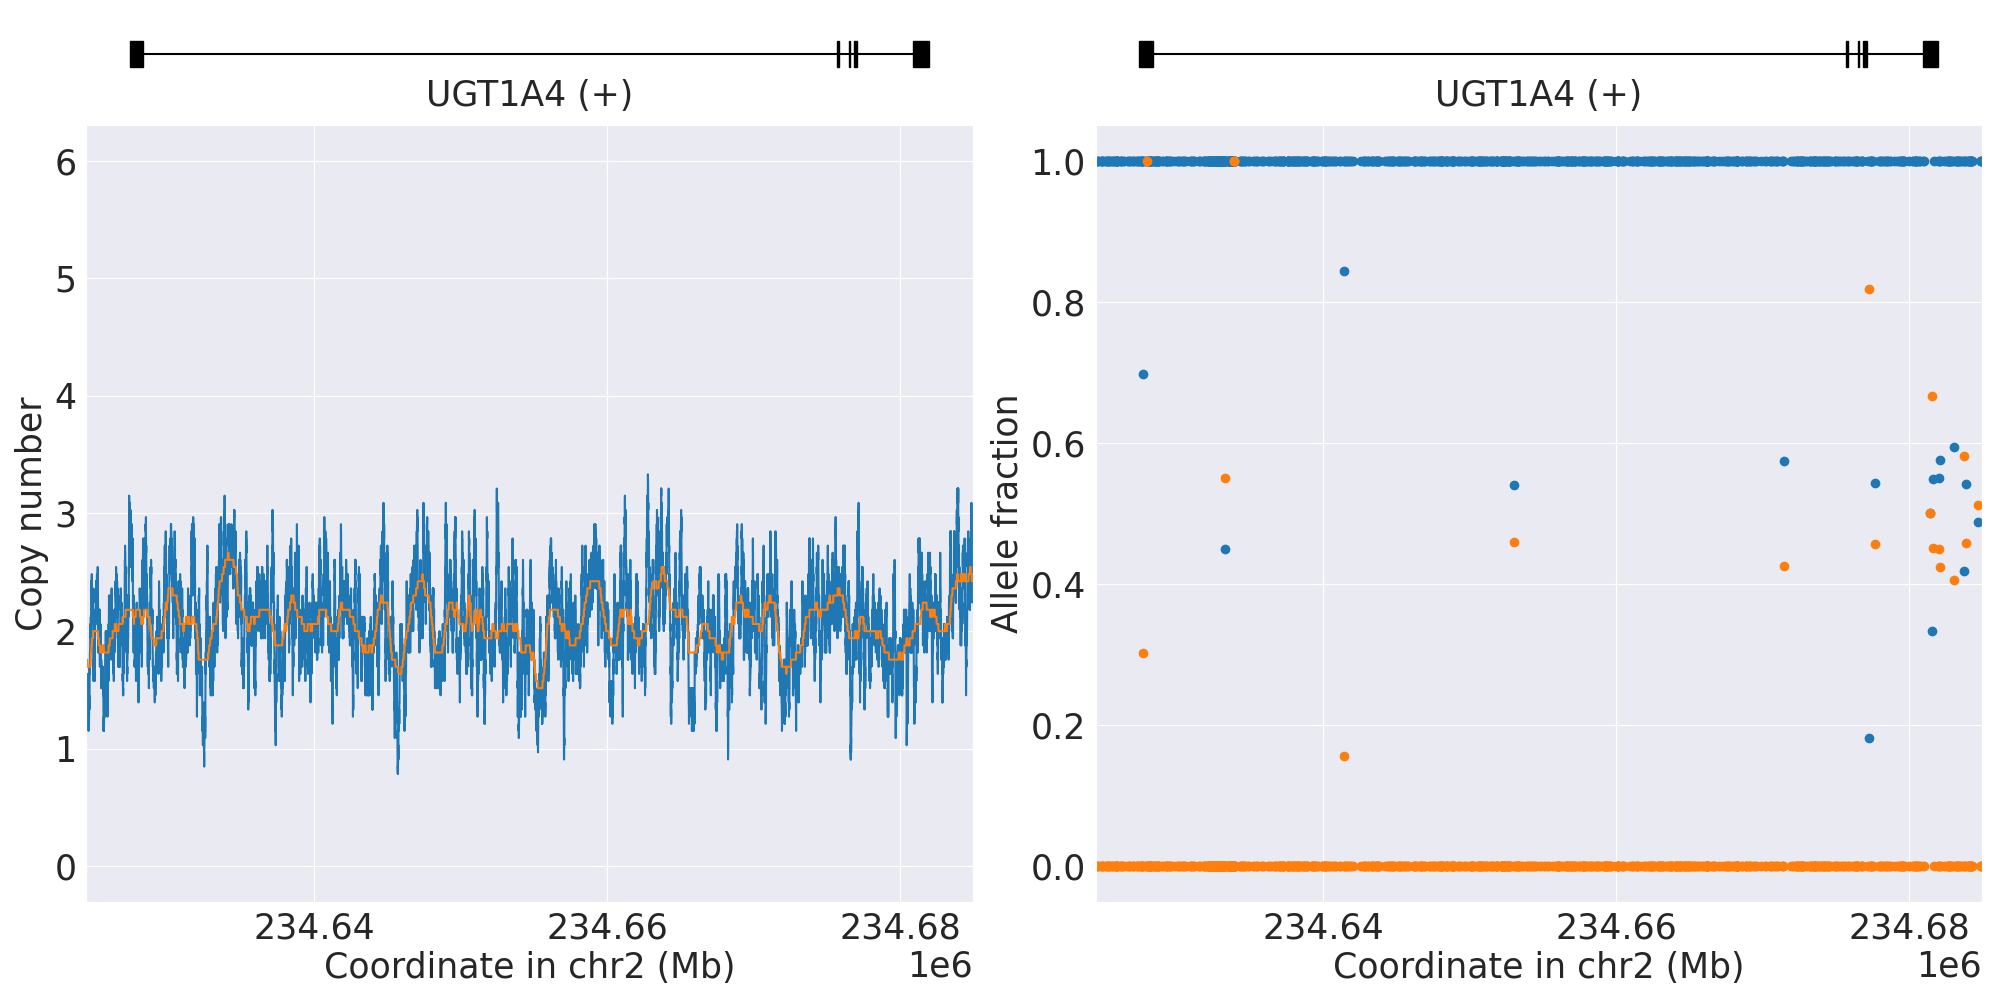 UGT1A4 (+)
6
5
4
3
2
1
0
Copy number
234.64 234.66 234.68
Coordinate in chr2 (Mb)
1e6
UGT1A4 (+)
1.0
0.8
0.6
0.4
0.2
0.0
Allele fraction
234.64 234.66 234.68
Coordinate in chr2 (Mb)
1e6